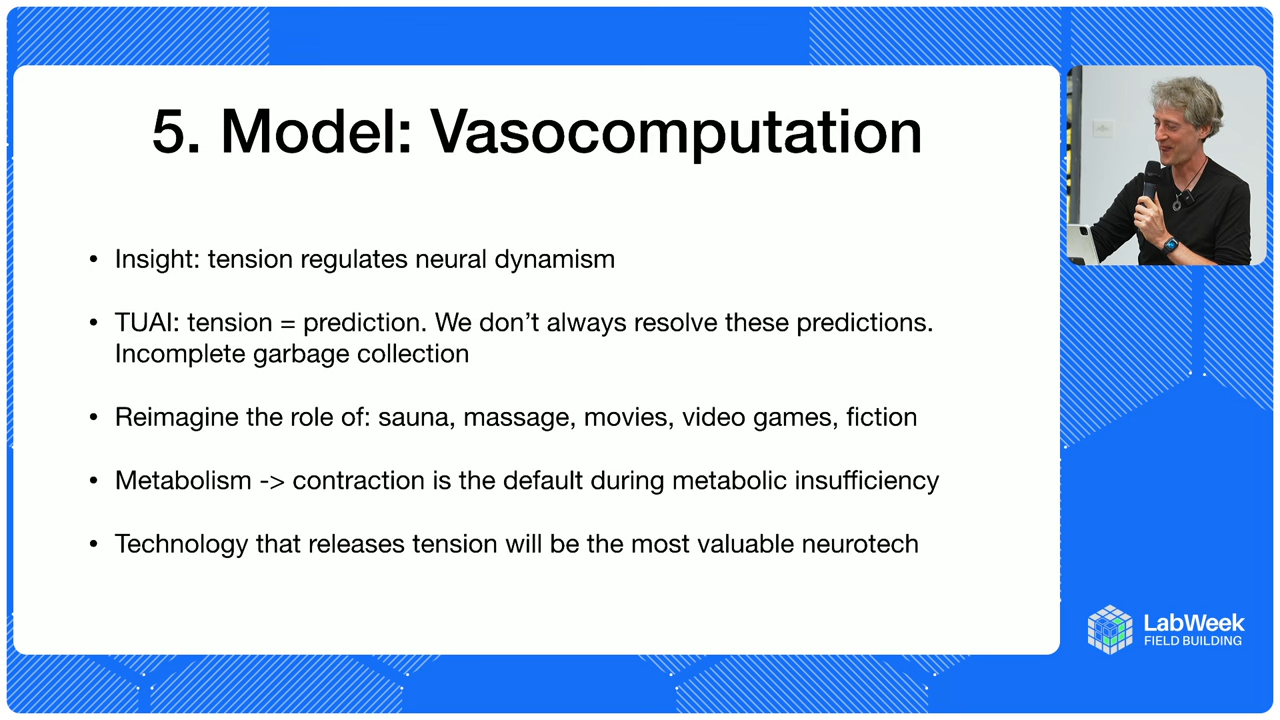 5. Model: Vasocomputation
• Insight: tension regulates neural dynamism
• TUAI: tension = prediction. We don’t always resolve these predictions.
Incomplete garbage collection
• Reimagine the role of: sauna, massage, movies, video games, fiction
• Metabolism -> contraction is the default during metabolic insufficiency
• Technology that releases tension will be the most valuable neurotech
LabWeek
FIELD BUILDING